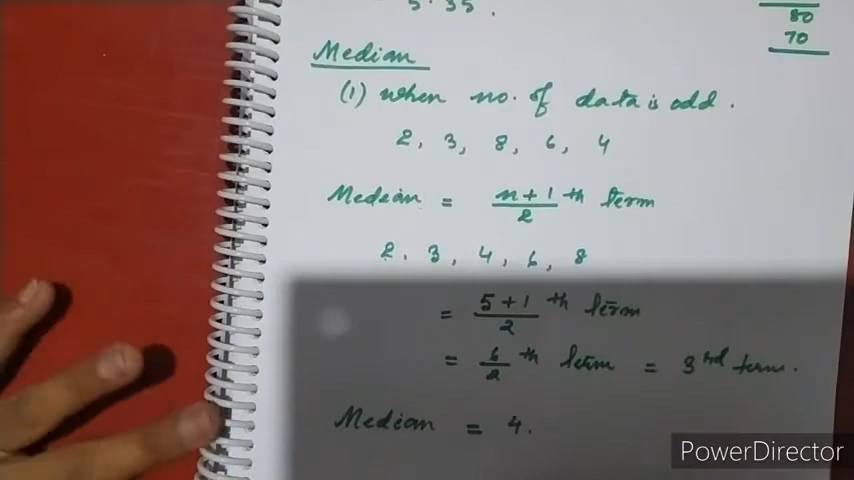 5.35.
80
70
Median
(1) when no. of data is odd.
2, 3, 8, 6, 4
Median = n+1/2 th term
2, 3, 4, 6, 8
= 5+1/2 th term
= 6/2 th term = 3rd term.
Median = 4.
PowerDirector